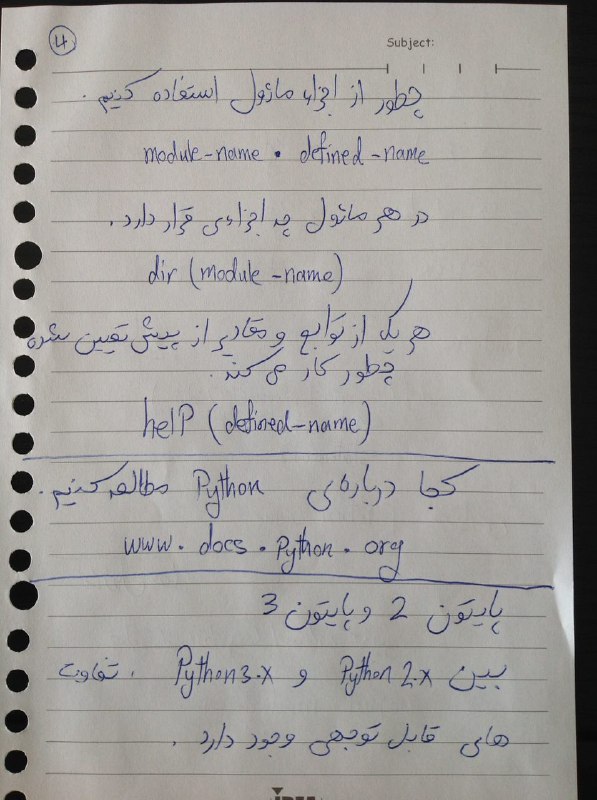 4
Subject:
چطور از اجزاء ماژول استفاده کنیم.
module-name . defined-name
در هر ماژول چه اجزاءی قرار دارد.
dir (module-name)
هر یک از توابع و مقادیر از پیش تعیین شده
چطور کار می کند.
help (defined-name)
کجا درباره‌ی Python مطالعه کنیم.
www.docs.Python.org
پایتون 2 و پایتون 3
بین Python 2.x و Python3.x ، تفاوت
های قابل توجهی وجود دارد.